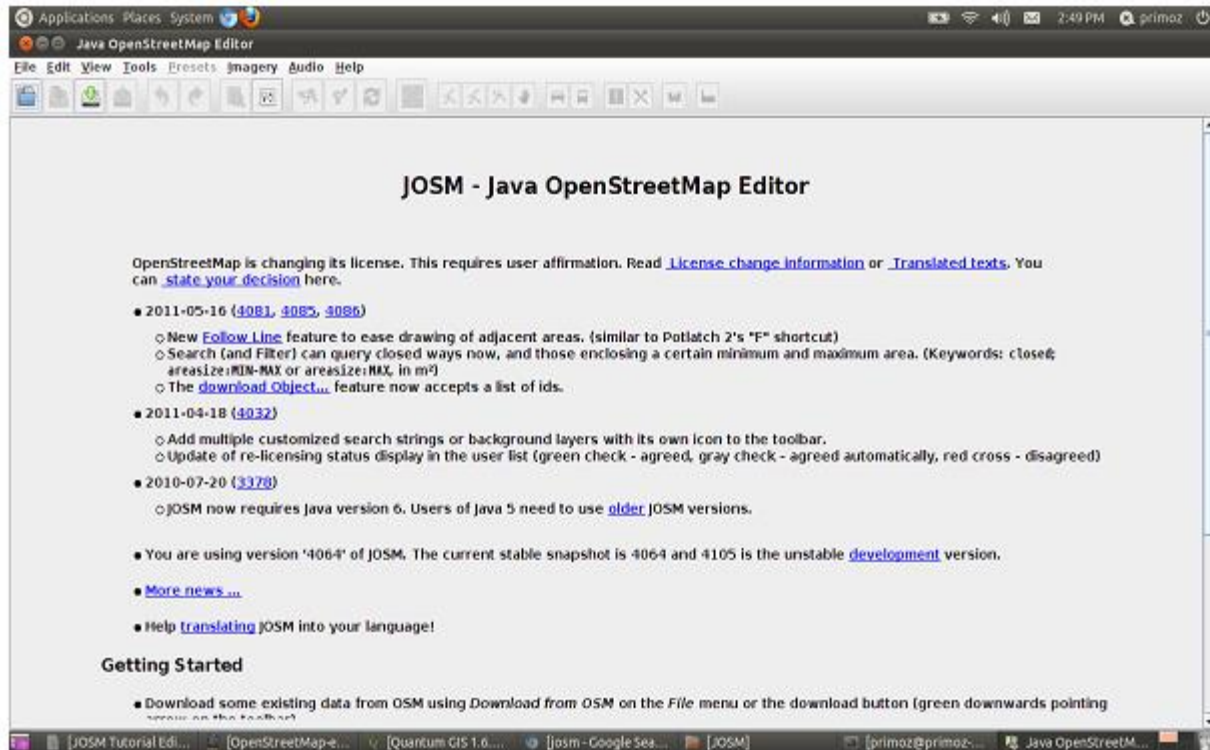 Applications Places System
2:49 PM primoz
Java OpenStreetMap Editor
File Edit View Tools Presets Imagery Audio Help
JOSM - Java OpenStreetMap Editor
OpenStreetMap is changing its license. This requires user affirmation. Read License change information or Translated texts. You
can state your decision here.
2011-05-16 (4081, 4085, 4086)
New Follow Line feature to ease drawing of adjacent areas. (similar to Potlatch 2's "F" shortcut)
Search (and Filter) can query closed ways now, and those enclosing a certain minimum and maximum area. (Keywords: closed;
areasize:MIN-MAX or areasize:MAX, in m²)
The download Object... feature now accepts a list of ids.
2011-04-18 (4032)
Add multiple customized search strings or background layers with its own icon to the toolbar.
Update of re-licensing status display in the user list (green check - agreed, gray check - agreed automatically, red cross - disagreed)
2010-07-20 (3378)
JOSM now requires Java version 6. Users of Java 5 need to use older JOSM versions.
You are using version '4064' of JOSM. The current stable snapshot is 4064 and 4105 is the unstable development version.
More news ...
Help translating JOSM into your language!
Getting Started
Download some existing data from OSM using Download from OSM on the File menu or the download button (green downwards pointing
arrow on the toolbar)
[JOSM Tutorial Edi... [OpenStreetMap-e... [Quantum GIS 1.6.... [josm - Google Sea... [JOSM] [primoz@primoz-... Java OpenStreetM...